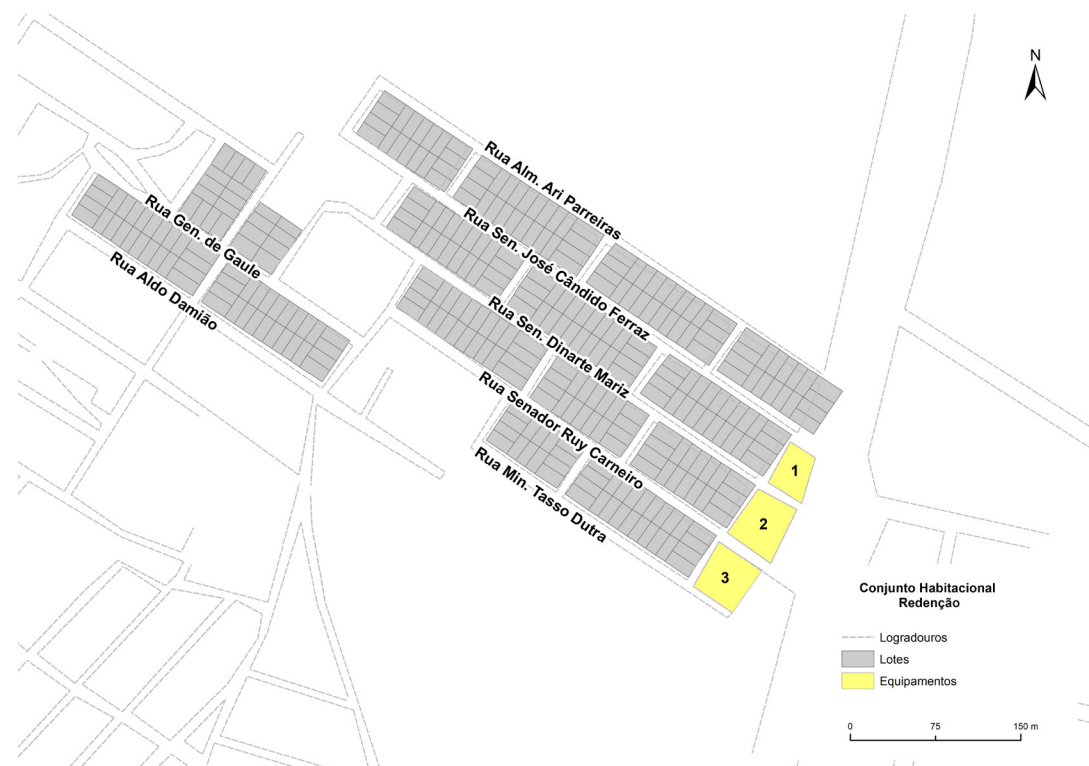 N
Rua Alm. Ari Parreiras
Rua Gen. de Gaule
Rua Sen. José Cândido Ferraz
Rua Aldo Damião
Rua Sen. Dinarte Mariz
Rua Senador Ruy Carneiro
Rua Min. Tasso Dutra
1
2
3
Conjunto Habitacional
Redenção
Logradouros
Lotes
Equipamentos
0 75 150 m